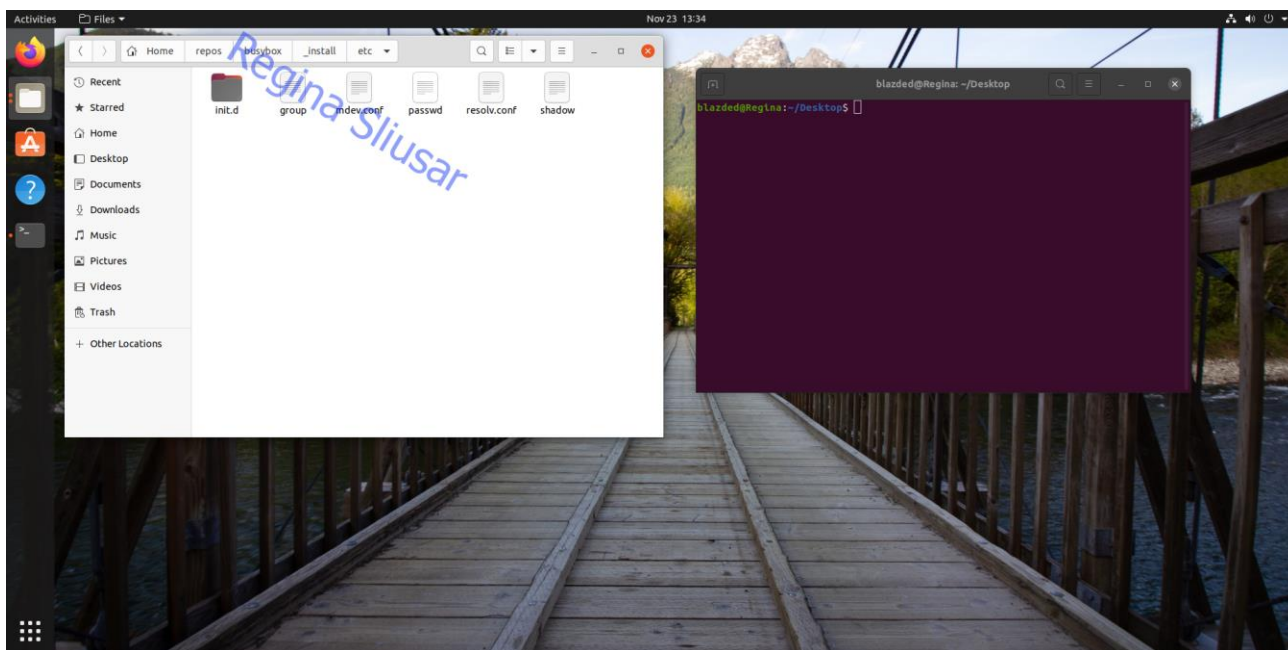 Activities Files Nov 23 13:34
Home repos busybox _install etc
Recent
Starred
Home
Desktop
Documents
Downloads
Music
Pictures
Videos
Trash
+ Other Locations
init.d group mdev.conf passwd resolv.conf shadow
Regina Sliusar
blazded@Regina: ~/Desktop
blazded@Regina:~/Desktop$